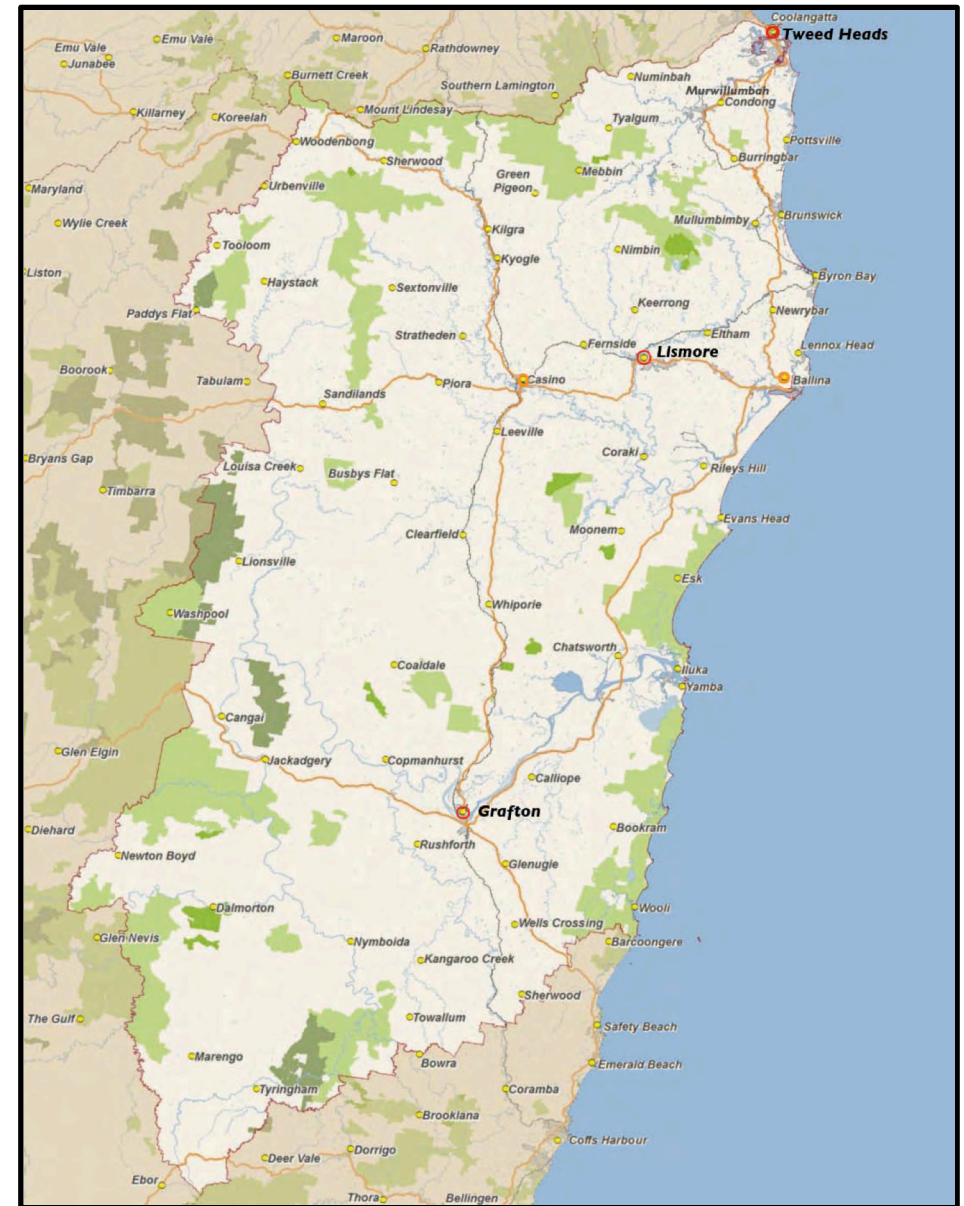 Coolangatta
Tweed Heads
Emu Vale
Emu Vale
Maroon
Rathdowney
Junabee
Burnett Creek
Southern Lamington
Numinbah
Murwillumbah
Condong
Killarney
Koreelah
Mount Lindesay
Tyalgum
Woodenbong
Pottsville
Sherwood
Burringbar
Green
Pigeon
Mebbin
Maryland
Urbenville
Wylie Creek
Mullumbimby
Brunswick
Kilgra
Tooloom
Nimbin
Kyogle
Liston
Haystack
Sextonville
Byron Bay
Paddys Flat
Keerrong
Newrybar
Stratheden
Fernside
Eltham
Lismore
Lennox Head
Boorook
Tabulam
Piora
Casino
Ballina
Sandilands
Leeville
Bryans Gap
Louisa Creek
Busbys Flat
Coraki
Rileys Hill
Timbarra
Evans Head
Clearfield
Moonem
Lionsville
Esk
Washpool
Whiporie
Chatsworth
Coaldale
Iluka
Yamba
Cangai
Glen Elgin
Jackadgery
Copmanhurst
Calliope
Grafton
Diehard
Bookram
Rushforth
Newton Boyd
Glenugie
Dalmorton
Wooli
Wells Crossing
Glen Nevis
Nymboida
Barcoongere
Kangaroo Creek
Sherwood
The Gulf
Towallum
Safety Beach
Marengo
Bowra
Emerald Beach
Tyringham
Coramba
Brooklana
Coffs Harbour
Dorrigo
Deer Vale
Ebor
Thora
Bellingen